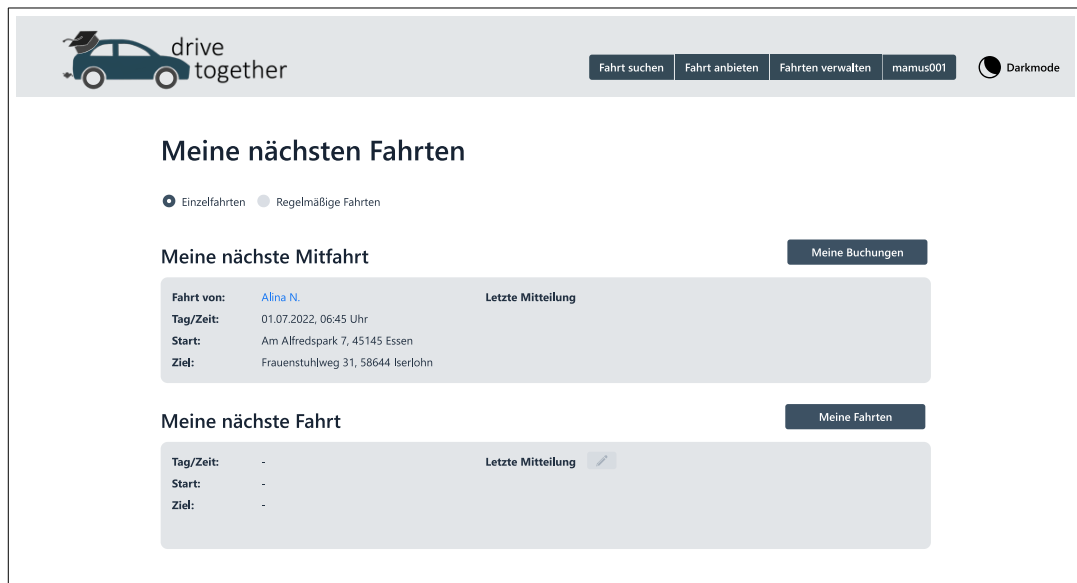 drive
together
Fahrt suchen Fahrt anbieten Fahrten verwalten mamus001 Darkmode
Meine nächsten Fahrten
Einzelfahrten Regelmäßige Fahrten
Meine nächste Mitfahrt Meine Buchungen
Fahrt von: Alina N. Letzte Mitteilung
Tag/Zeit: 01.07.2022, 06:45 Uhr
Start: Am Alfredspark 7, 45145 Essen
Ziel: Frauenstuhlweg 31, 58644 Iserlohn
Meine nächste Fahrt Meine Fahrten
Tag/Zeit: - Letzte Mitteilung
Start: -
Ziel: -